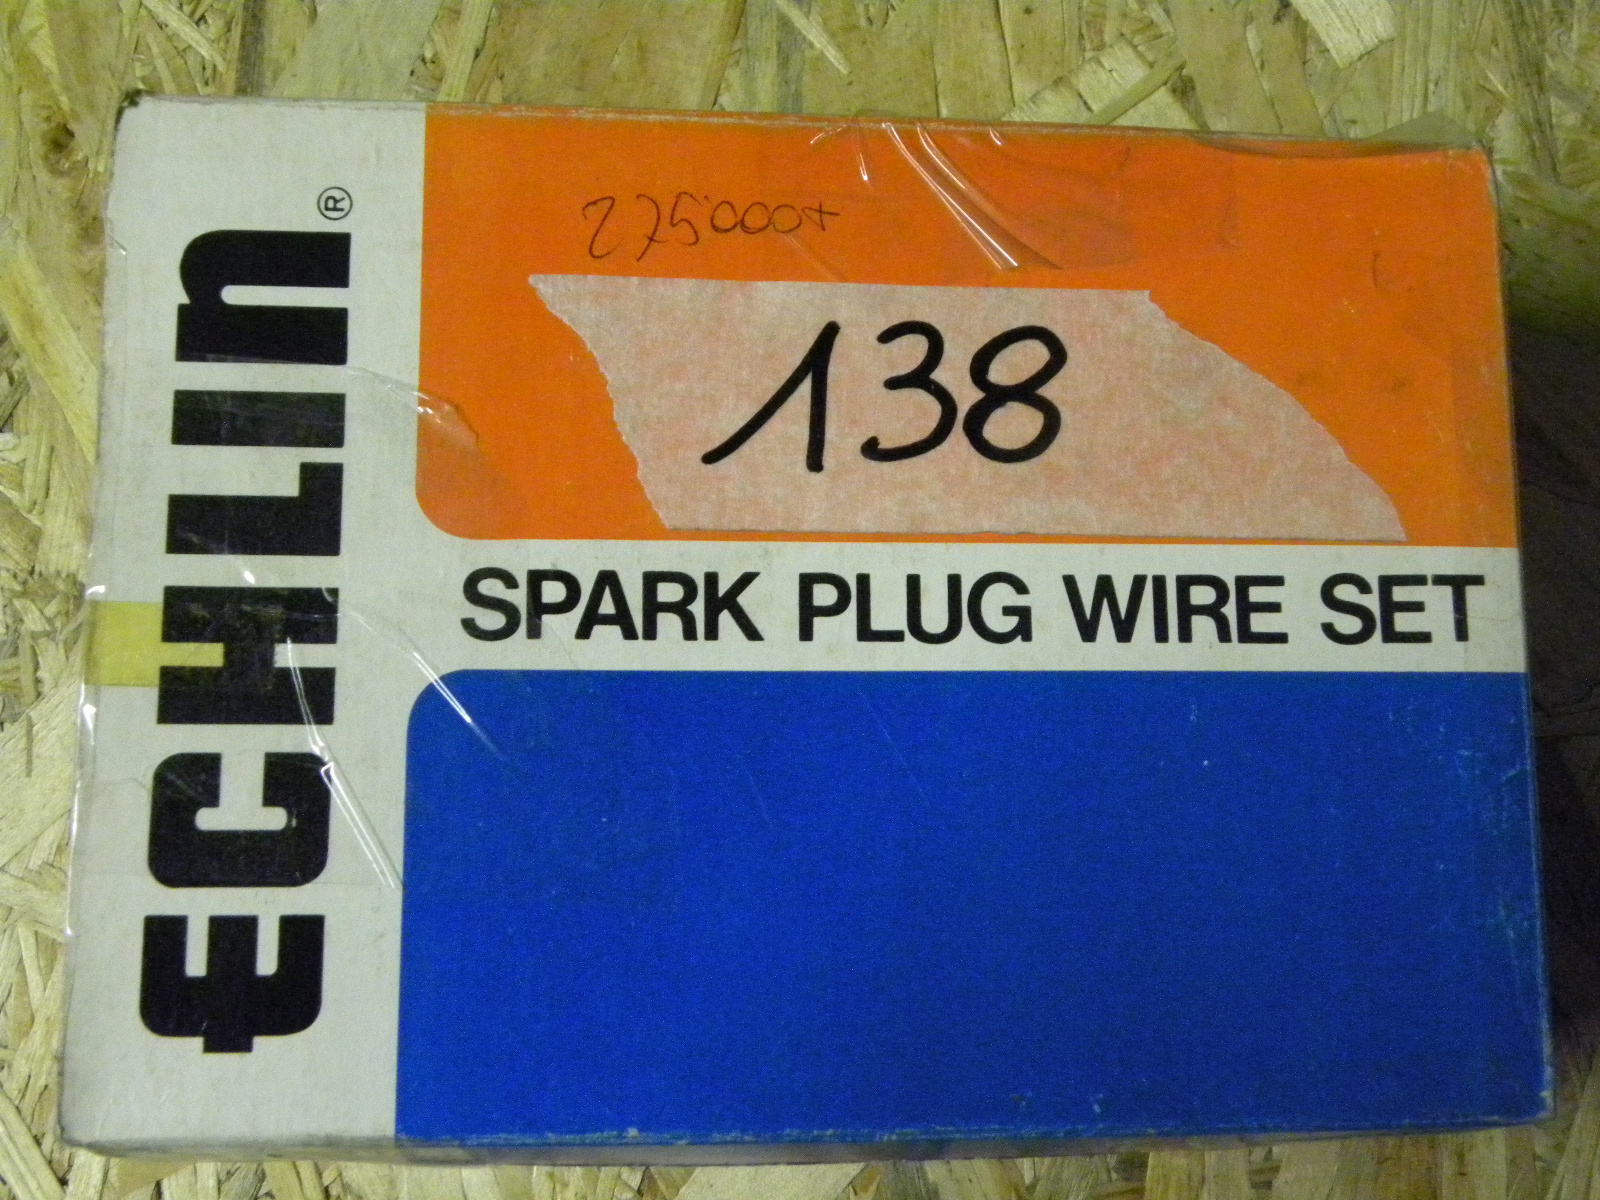 ECHLIN®
275000+
138
SPARK PLUG WIRE SET